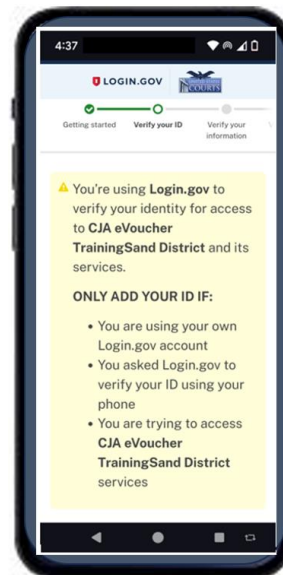 4:37
LOGIN.GOV
COURTS
Getting started
Verify your ID
Verify your
information
You're using Login.gov to
verify your identity for access
to CJA eVoucher
TrainingSand District and its
services.
ONLY ADD YOUR ID IF:
• You are using your own
Login.gov account
• You asked Login.gov to
verify your ID using your
phone
• You are trying to access
CJA eVoucher
TrainingSand District
services